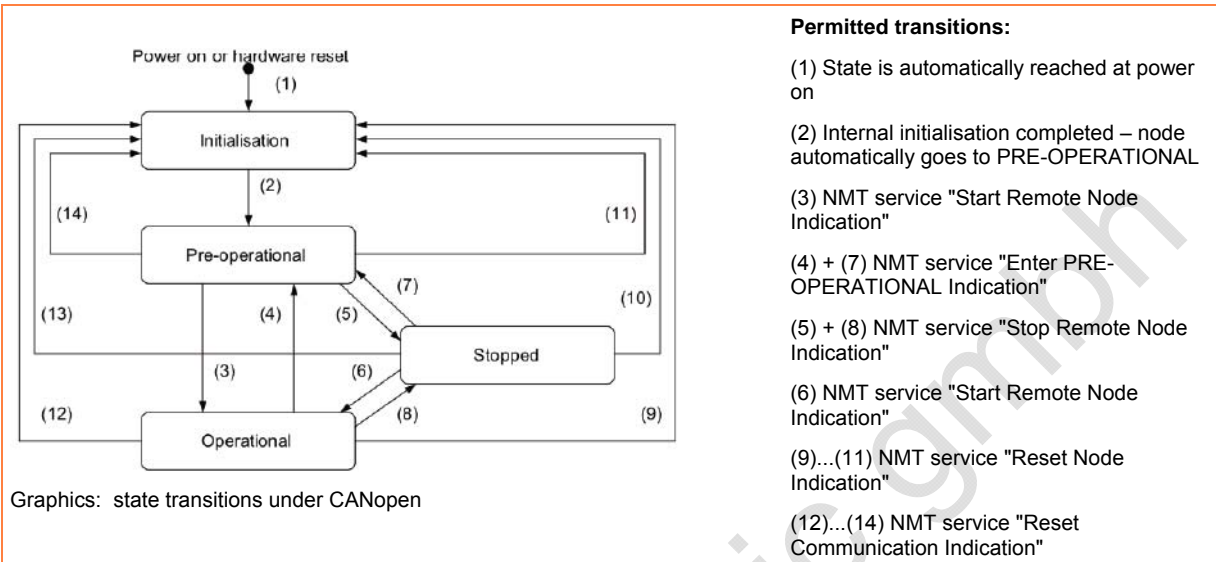 Power on or hardware reset
(1)
Initialisation
(2)
(14)
(11)
Pre-operational
(7)
(10)
(13)
(4)
(5)
Stopped
(3)
(6)
(12)
(8)
(9)
Operational
Graphics: state transitions under CANopen
Permitted transitions:
(1) State is automatically reached at power
on
(2) Internal initialisation completed – node
automatically goes to PRE-OPERATIONAL
(3) NMT service "Start Remote Node
Indication"
(4) + (7) NMT service "Enter PRE-
OPERATIONAL Indication"
(5) + (8) NMT service "Stop Remote Node
Indication"
(6) NMT service "Start Remote Node
Indication"
(9)...(11) NMT service "Reset Node
Indication"
(12)...(14) NMT service "Reset
Communication Indication"
gmbh